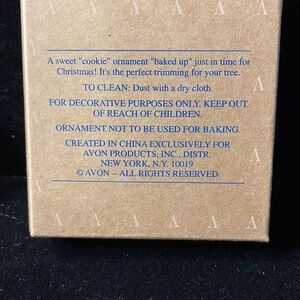 A sweet "cookie" ornament "baked up" just in time for
Christmas! It's the perfect trimming for your tree.
TO CLEAN: Dust with a dry cloth.
FOR DECORATIVE PURPOSES ONLY. KEEP OUT
OF REACH OF CHILDREN.
ORNAMENT NOT TO BE USED FOR BAKING.
CREATED IN CHINA EXCLUSIVELY FOR
AVON PRODUCTS, INC., DISTR.
NEW YORK, N.Y. 10019
© AVON – ALL RIGHTS RESERVED